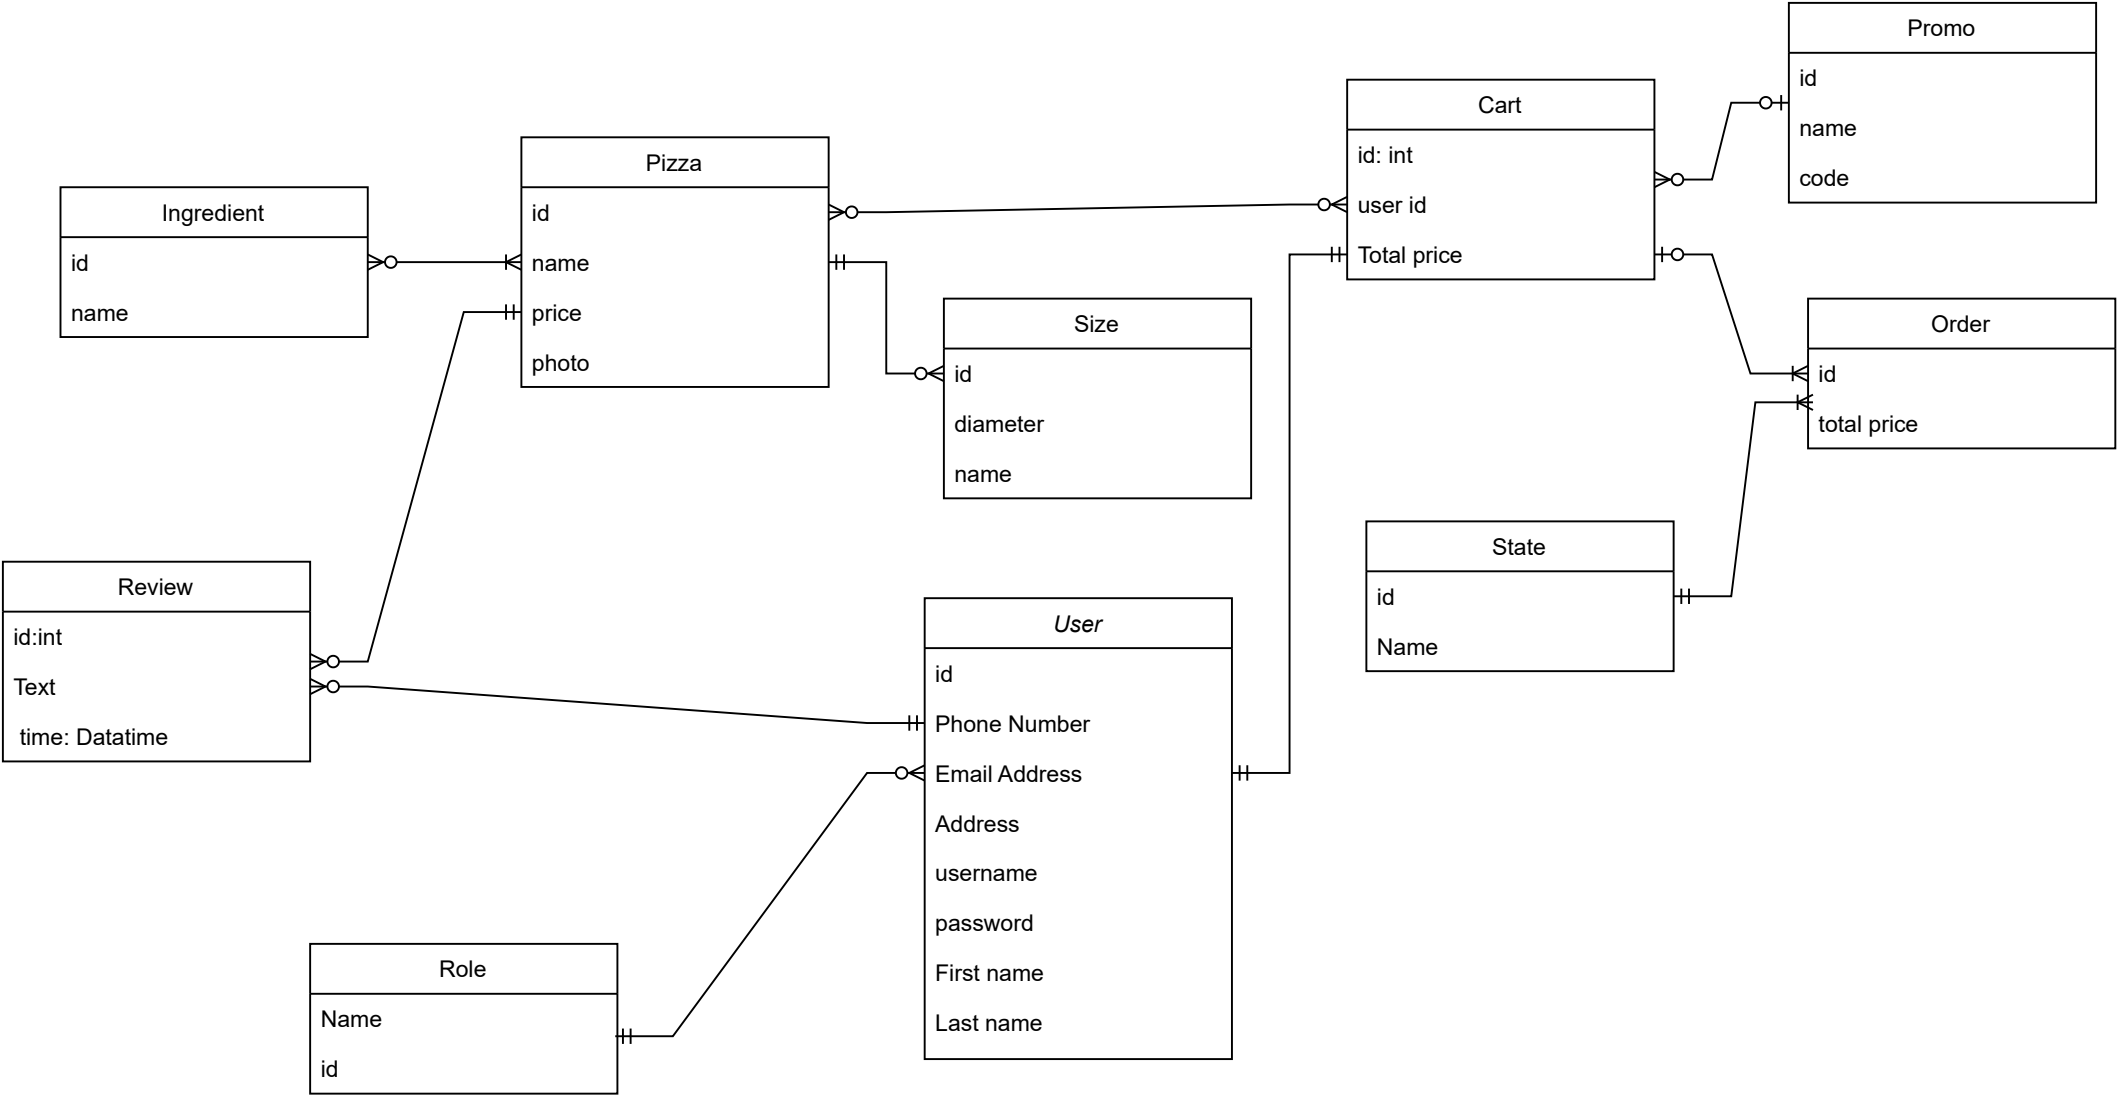 Promo
id
name
code
Cart
id: int
user id
Total price
Pizza
id
name
price
photo
Ingredient
id
name
Size
id
diameter
name
Order
id
total price
State
id
Name
Review
id:int
Text
time: Datatime
User
id
Phone Number
Email Address
Address
username
password
First name
Last name
Role
Name
id